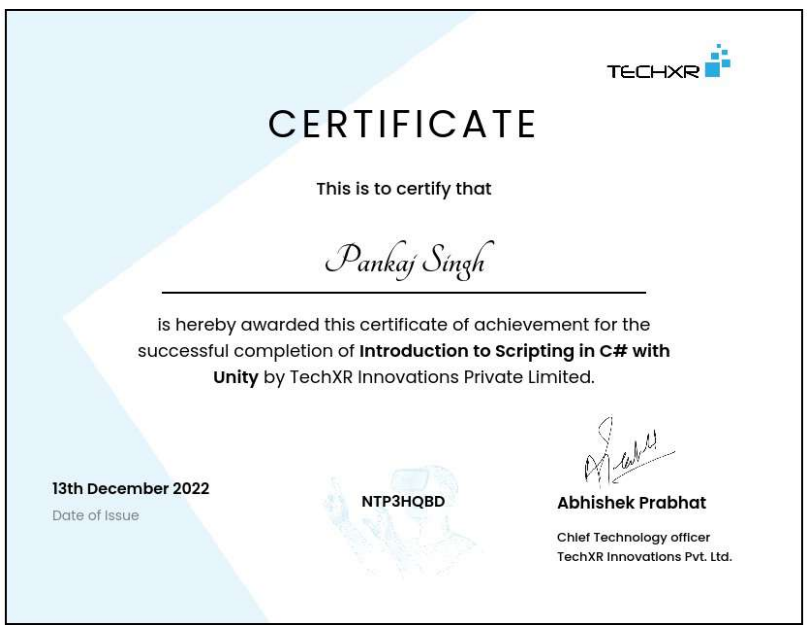 TECHXR
CERTIFICATE
This is to certify that
Pankaj Singh
is hereby awarded this certificate of achievement for the
successful completion of Introduction to Scripting in C# with
Unity by TechXR Innovations Private Limited.
13th December 2022
Date of Issue
NTP3HQBD
Abhishek Prabhat
Chief Technology officer
TechXR Innovations Pvt. Ltd.